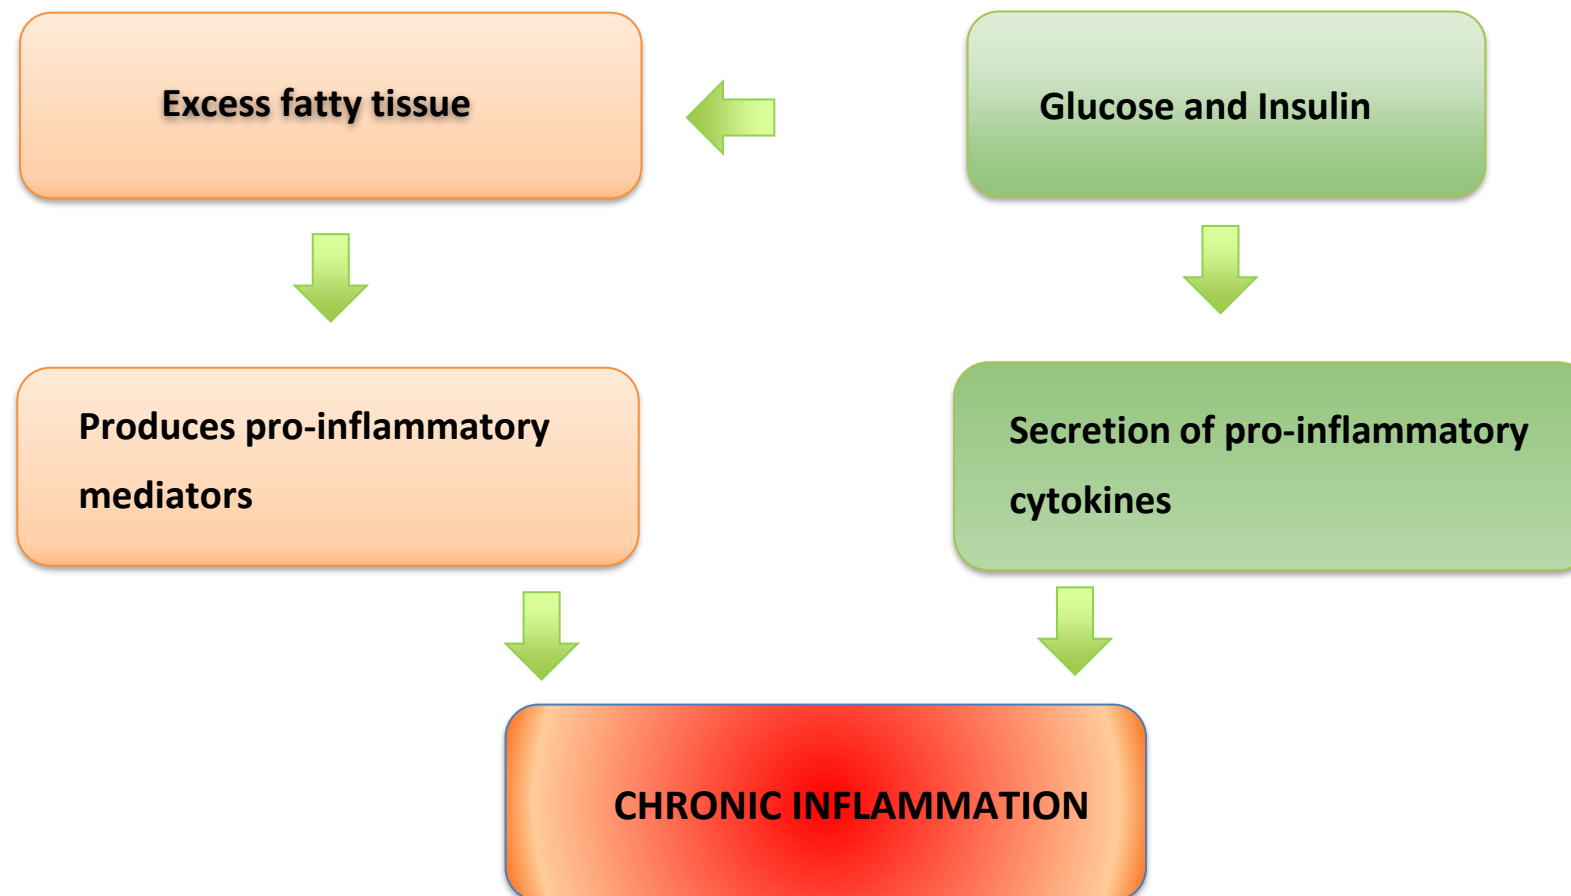 Excess fatty tissue
Glucose and Insulin
Produces pro-inflammatory
mediators
Secretion of pro-inflammatory
cytokines
CHRONIC INFLAMMATION